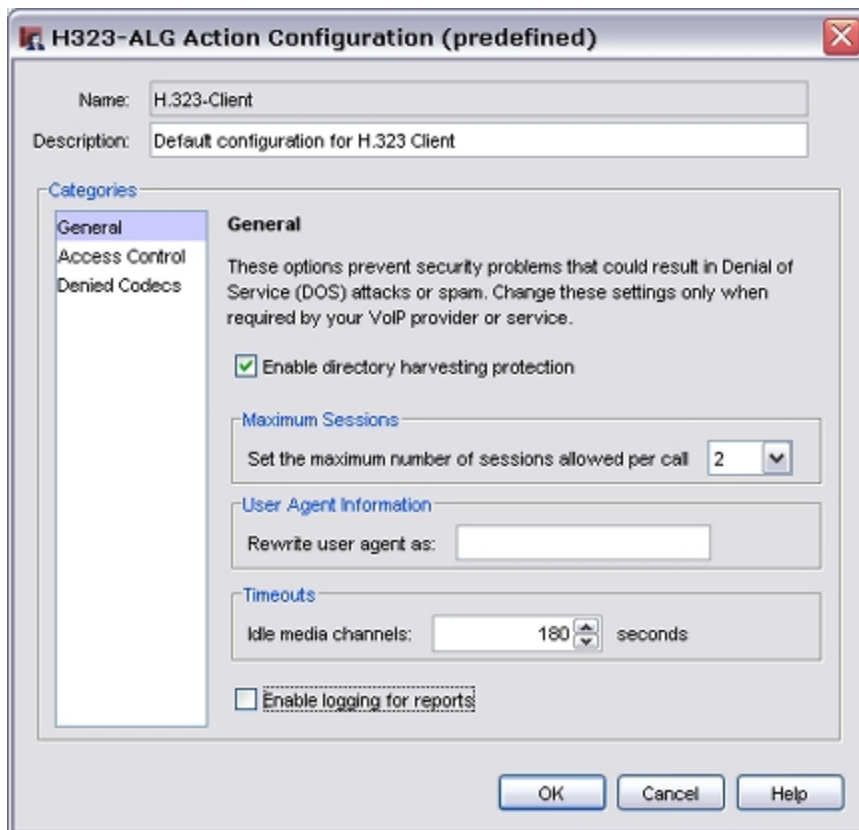 H323-ALG Action Configuration (predefined)
Name: H.323-Client
Description: Default configuration for H.323 Client
Categories
General
Access Control
Denied Codecs
General
These options prevent security problems that could result in Denial of
Service (DOS) attacks or spam. Change these settings only when
required by your VoIP provider or service.
Enable directory harvesting protection
Maximum Sessions
Set the maximum number of sessions allowed per call 2
User Agent Information
Rewrite user agent as:
Timeouts
Idle media channels: 180 seconds
Enable logging for reports
OK Cancel Help